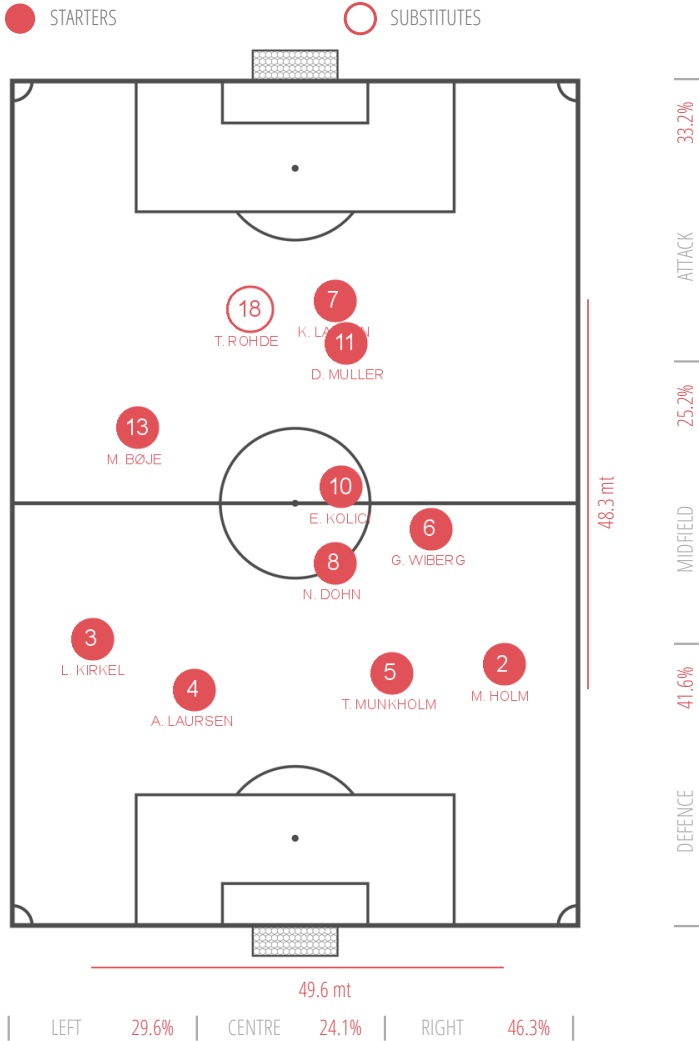 STARTERS
SUBSTITUTES
33.2%
ATTACK
7
18
K. LA N
T. ROHDE
11
D. MULLER
25.2%
13
M. BØJE
10
E. KOLIC
48.3 mt
6
G. WIBERG
MIDFIELD
8
N. DOHN
3
L. KIRKEL
2
M. HOLM
5
T. MUNKHOLM
4
A. LAURSEN
41.6%
DEFENCE
49.6 mt
LEFT 29.6% CENTRE 24.1% RIGHT 46.3%